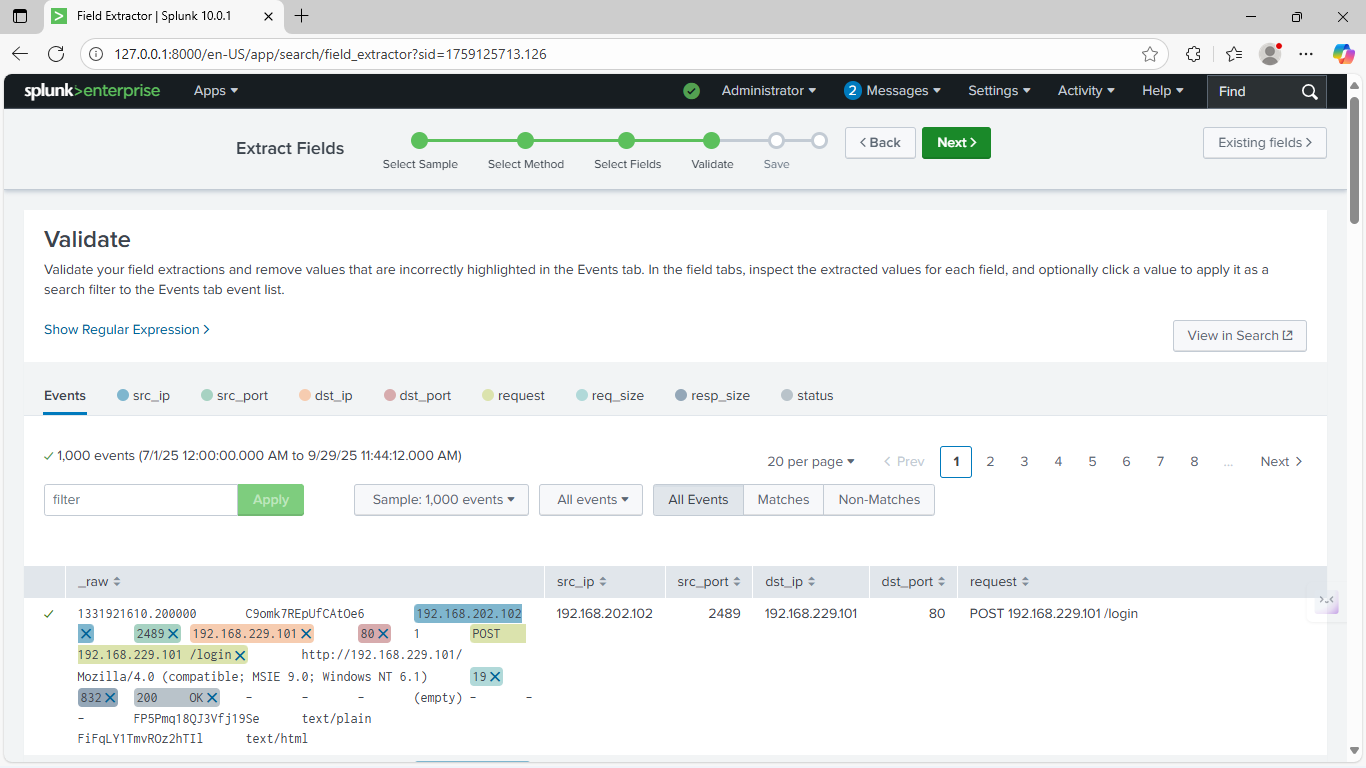 Field Extractor | Splunk 10.0.1
127.0.0.1:8000/en-US/app/search/field_extractor?sid=1759125713.126
splunk>enterprise Apps Administrator 2 Messages Settings Activity Help Find
Extract Fields Select Sample Select Method Select Fields Validate Save < Back Next > Existing fields >
Validate
Validate your field extractions and remove values that are incorrectly highlighted in the Events tab. In the field tabs, inspect the extracted values for each field, and optionally click a value to apply it as a
search filter to the Events tab event list.
Show Regular Expression >
View in Search
Events src_ip src_port dst_ip dst_port request req_size resp_size status
✓ 1,000 events (7/1/25 12:00:00.000 AM to 9/29/25 11:44:12.000 AM)
20 per page < Prev 1 2 3 4 5 6 7 8 ... Next >
filter Apply Sample: 1,000 events All events All Events Matches Non-Matches
_raw src_ip src_port dst_ip dst_port request
1331921610.200000 C9omk7REpUfCAtOe6 192.168.202.102 192.168.202.102 2489 192.168.229.101 80 POST 192.168.229.101 /login
2489 192.168.229.101 80 1 POST
192.168.229.101 /login http://192.168.229.101/
Mozilla/4.0 (compatible; MSIE 9.0; Windows NT 6.1) 19
832 200 OK - - - (empty) - -
- FP5Pmq18QJ3Vfj19Se text/plain
FiFqLY1TmvROz2hTIl text/html